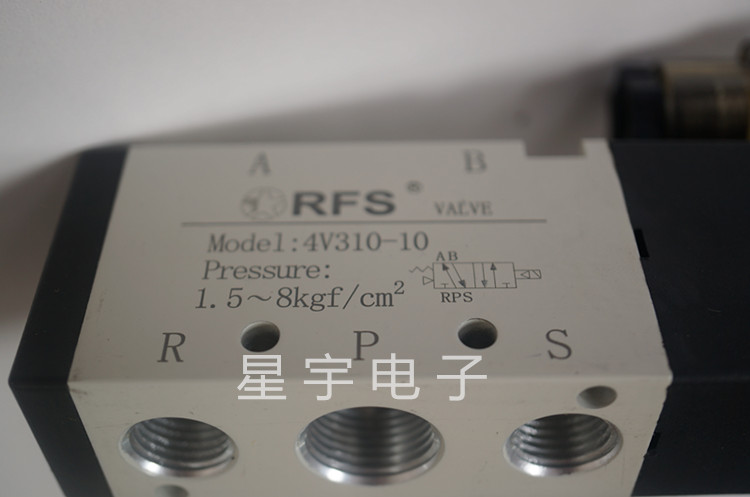 A B
RFS® VALVE
Model:4V310-10
Pressure:
1.5～8kgf/cm²
AB
RPS
R P S
星宇电子